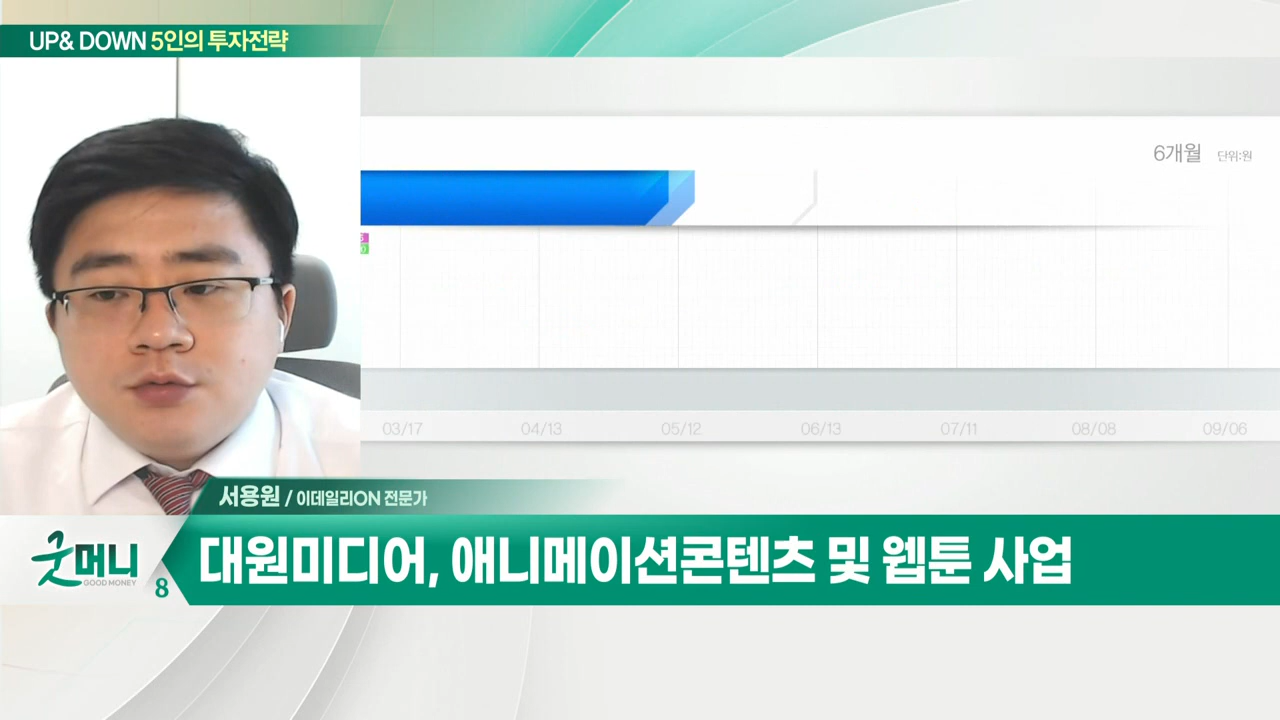 UP& DOWN 5인의 투자전략
6개월 단위:원
03/17 04/13 05/12 06/13 07/11 08/08 09/06
서용원 / 이데일리ON 전문가
굿머니
GOOD MONEY
8
대원미디어, 애니메이션콘텐츠 및 웹툰 사업